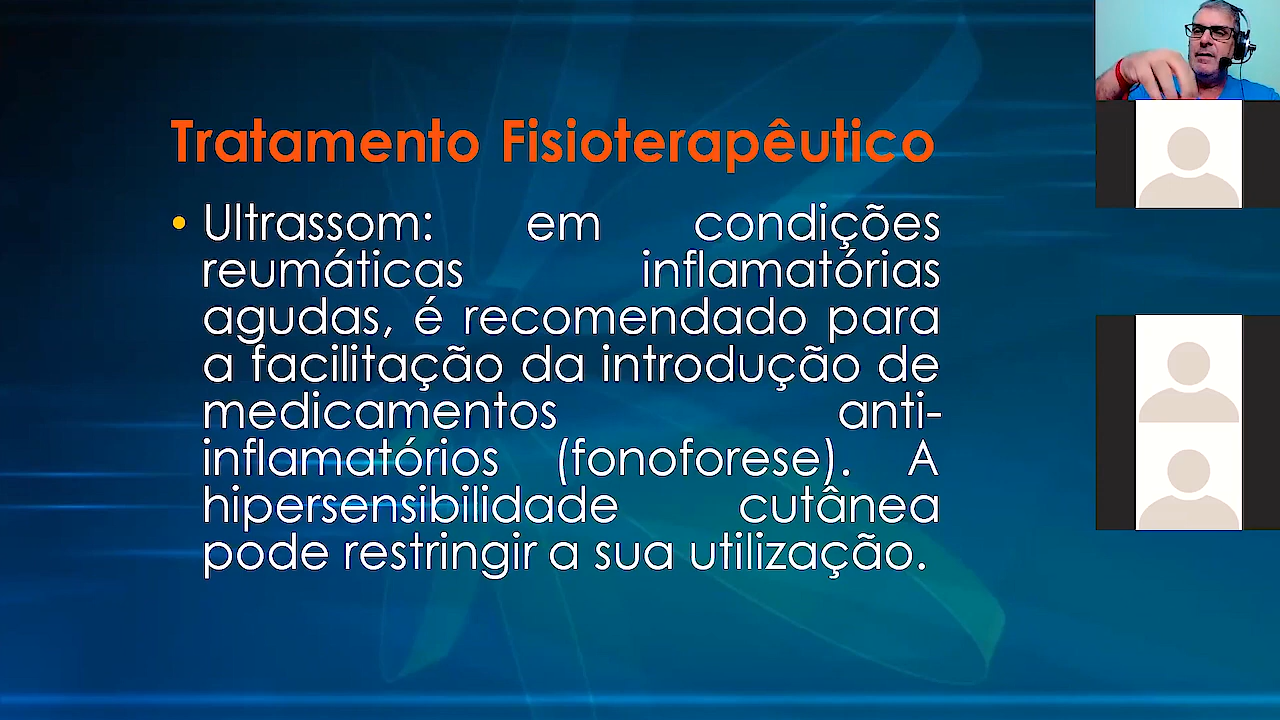 Tratamento Fisioterapêutico
• Ultrassom: em condições
reumáticas inflamatórias
agudas, é recomendado para
a facilitação da introdução de
medicamentos anti-
inflamatórios (fonoforese). A
hipersensibilidade cutânea
pode restringir a sua utilização.